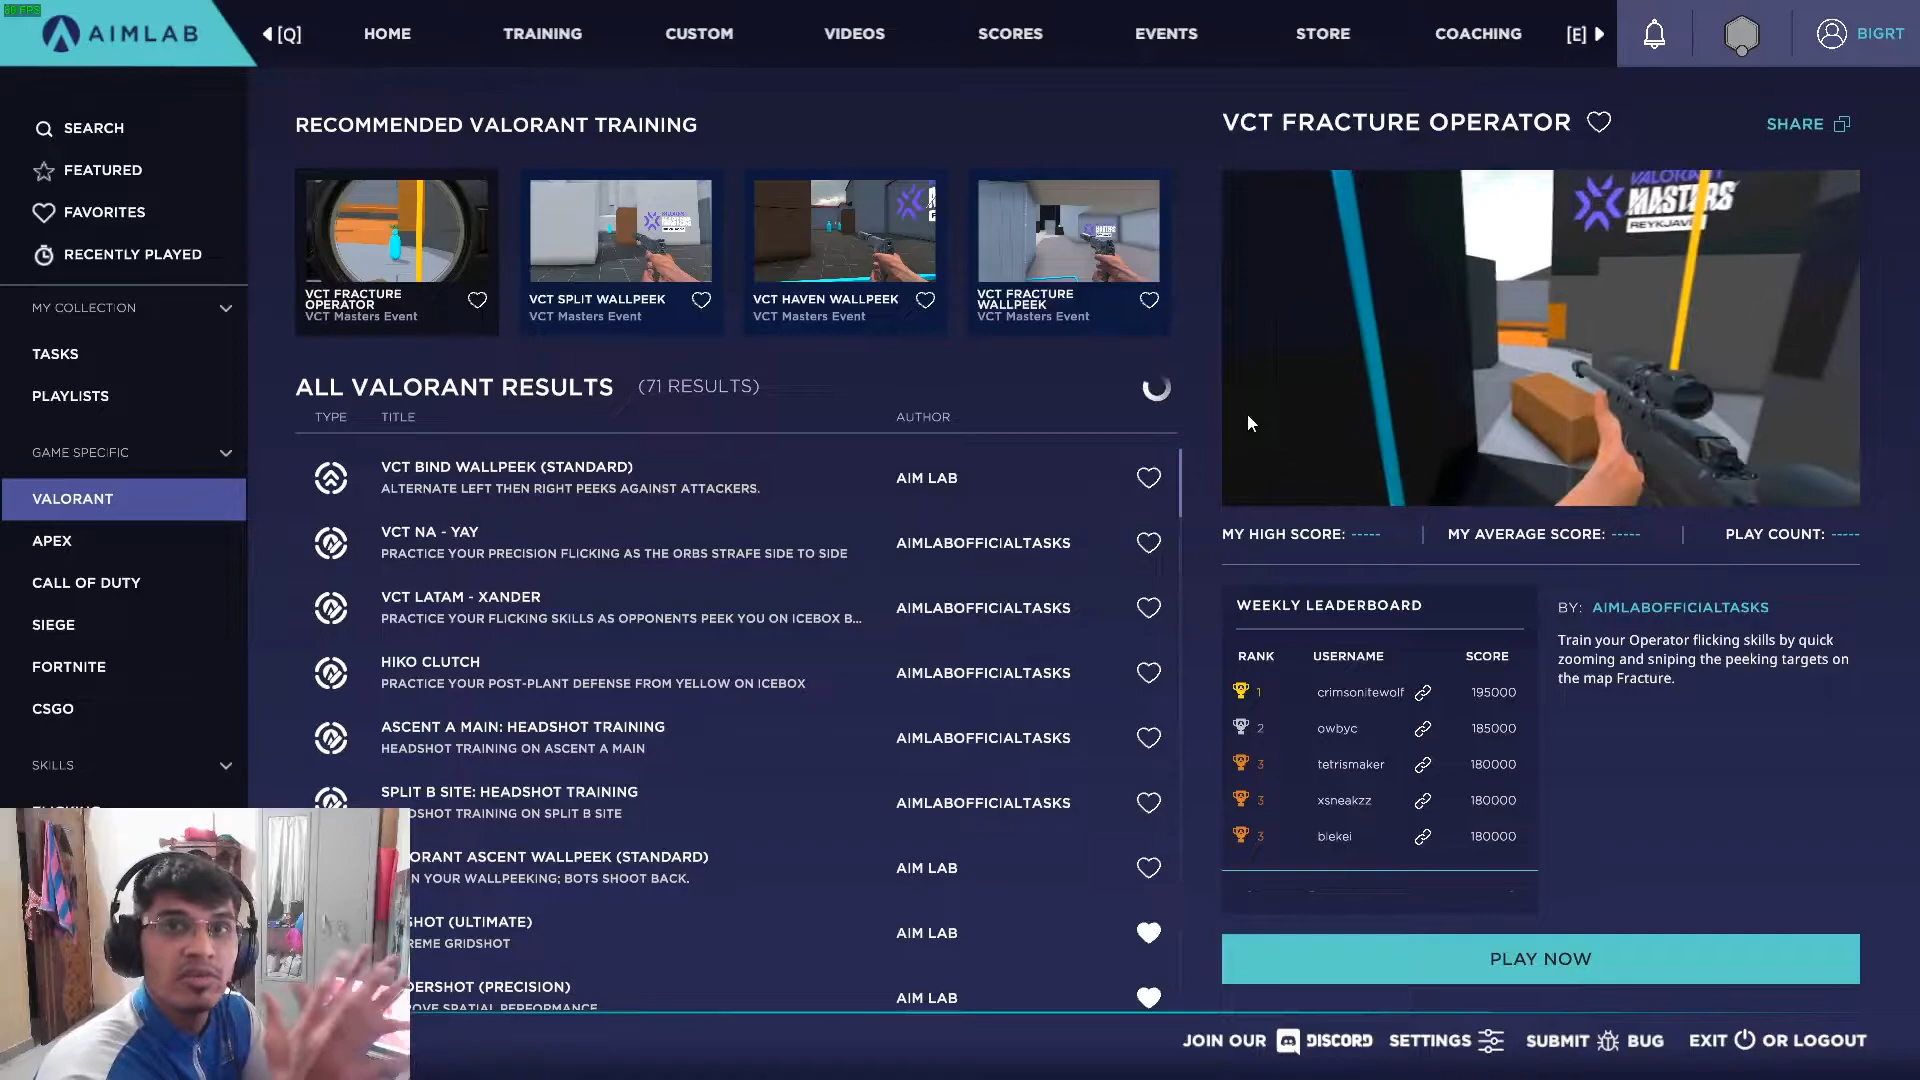 60 FPS
AIMLAB
[Q]
HOME
TRAINING
CUSTOM
VIDEOS
SCORES
EVENTS
STORE
COACHING
[E]
BIGRT
SEARCH
FEATURED
FAVORITES
RECENTLY PLAYED
MY COLLECTION
TASKS
PLAYLISTS
GAME SPECIFIC
VALORANT
APEX
CALL OF DUTY
SIEGE
FORTNITE
CSGO
SKILLS
RECOMMENDED VALORANT TRAINING
VCT FRACTURE
OPERATOR
VCT Masters Event
VCT SPLIT WALLPEEK
VCT Masters Event
VCT HAVEN WALLPEEK
VCT Masters Event
VCT FRACTURE
WALLPEEK
VCT Masters Event
ALL VALORANT RESULTS (71 RESULTS)
TYPE TITLE AUTHOR
VCT BIND WALLPEEK (STANDARD)
ALTERNATE LEFT THEN RIGHT PEEKS AGAINST ATTACKERS.
AIM LAB
VCT NA - YAY
PRACTICE YOUR PRECISION FLICKING AS THE ORBS STRAFE SIDE TO SIDE
AIMLABOFFICIALTASKS
VCT LATAM - XANDER
PRACTICE YOUR FLICKING SKILLS AS OPPONENTS PEEK YOU ON ICEBOX B...
AIMLABOFFICIALTASKS
HIKO CLUTCH
PRACTICE YOUR POST-PLANT DEFENSE FROM YELLOW ON ICEBOX
AIMLABOFFICIALTASKS
ASCENT A MAIN: HEADSHOT TRAINING
HEADSHOT TRAINING ON ASCENT A MAIN
AIMLABOFFICIALTASKS
SPLIT B SITE: HEADSHOT TRAINING
DSHOT TRAINING ON SPLIT B SITE
AIMLABOFFICIALTASKS
ORANT ASCENT WALLPEEK (STANDARD)
N YOUR WALLPEEKING; BOTS SHOOT BACK.
AIM LAB
SHOT (ULTIMATE)
REME GRIDSHOT
AIM LAB
DERSHOT (PRECISION)
ROVE SPATIAL PERFORMANCE
AIM LAB
VCT FRACTURE OPERATOR
SHARE
VALORANT
MASTERS
REYKJAVÍK
MY HIGH SCORE: -----
MY AVERAGE SCORE: -----
PLAY COUNT: -----
WEEKLY LEADERBOARD
RANK USERNAME SCORE
1 crimsonitewolf 195000
2 owbyc 185000
3 tetrismaker 180000
3 xsneakzz 180000
3 blekei 180000
BY: AIMLABOFFICIALTASKS
Train your Operator flicking skills by quick
zooming and sniping the peeking targets on
the map Fracture.
PLAY NOW
JOIN OUR DISCORD
SETTINGS
SUBMIT BUG
EXIT OR LOGOUT